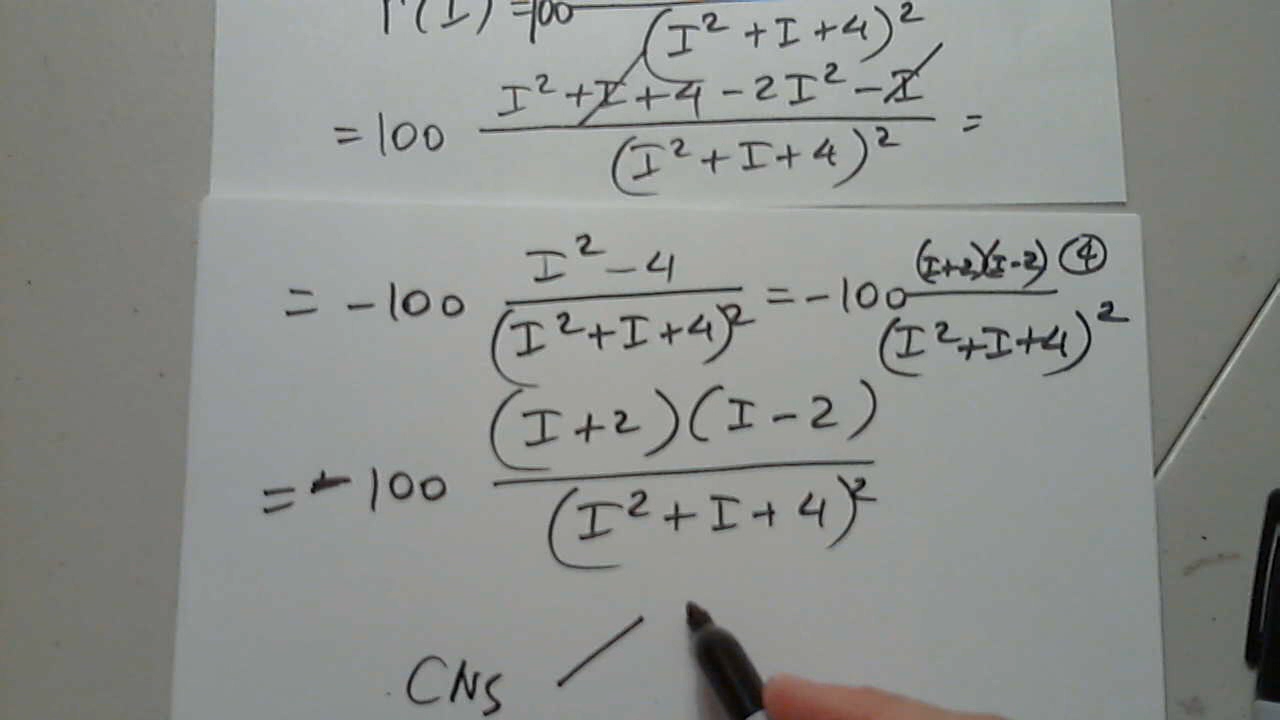 (I) = 100 / (I² + I + 4)²
= 100 (I² + I + 4 - 2I² - I) / (I² + I + 4)² =
= -100 (I² - 4) / (I² + I + 4)² = -100 (I+2)(I-2) / (I² + I + 4)² ④
= -100 (I + 2)(I - 2) / (I² + I + 4)²
CNS /